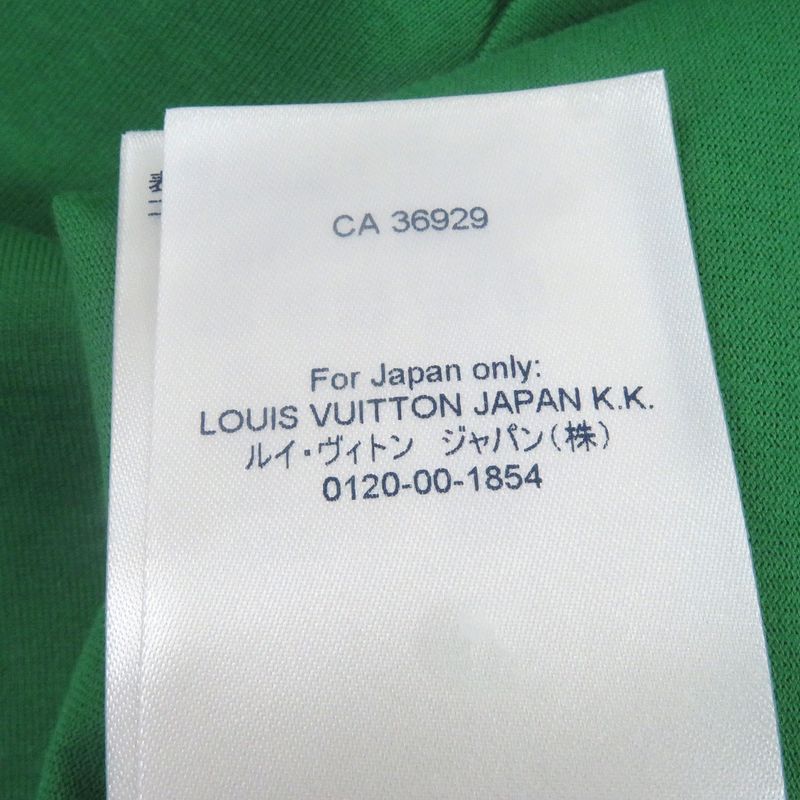 CA 36929
For Japan only:
LOUIS VUITTON JAPAN K.K.
ルイ・ヴィトン ジャパン(株)
0120-00-1854